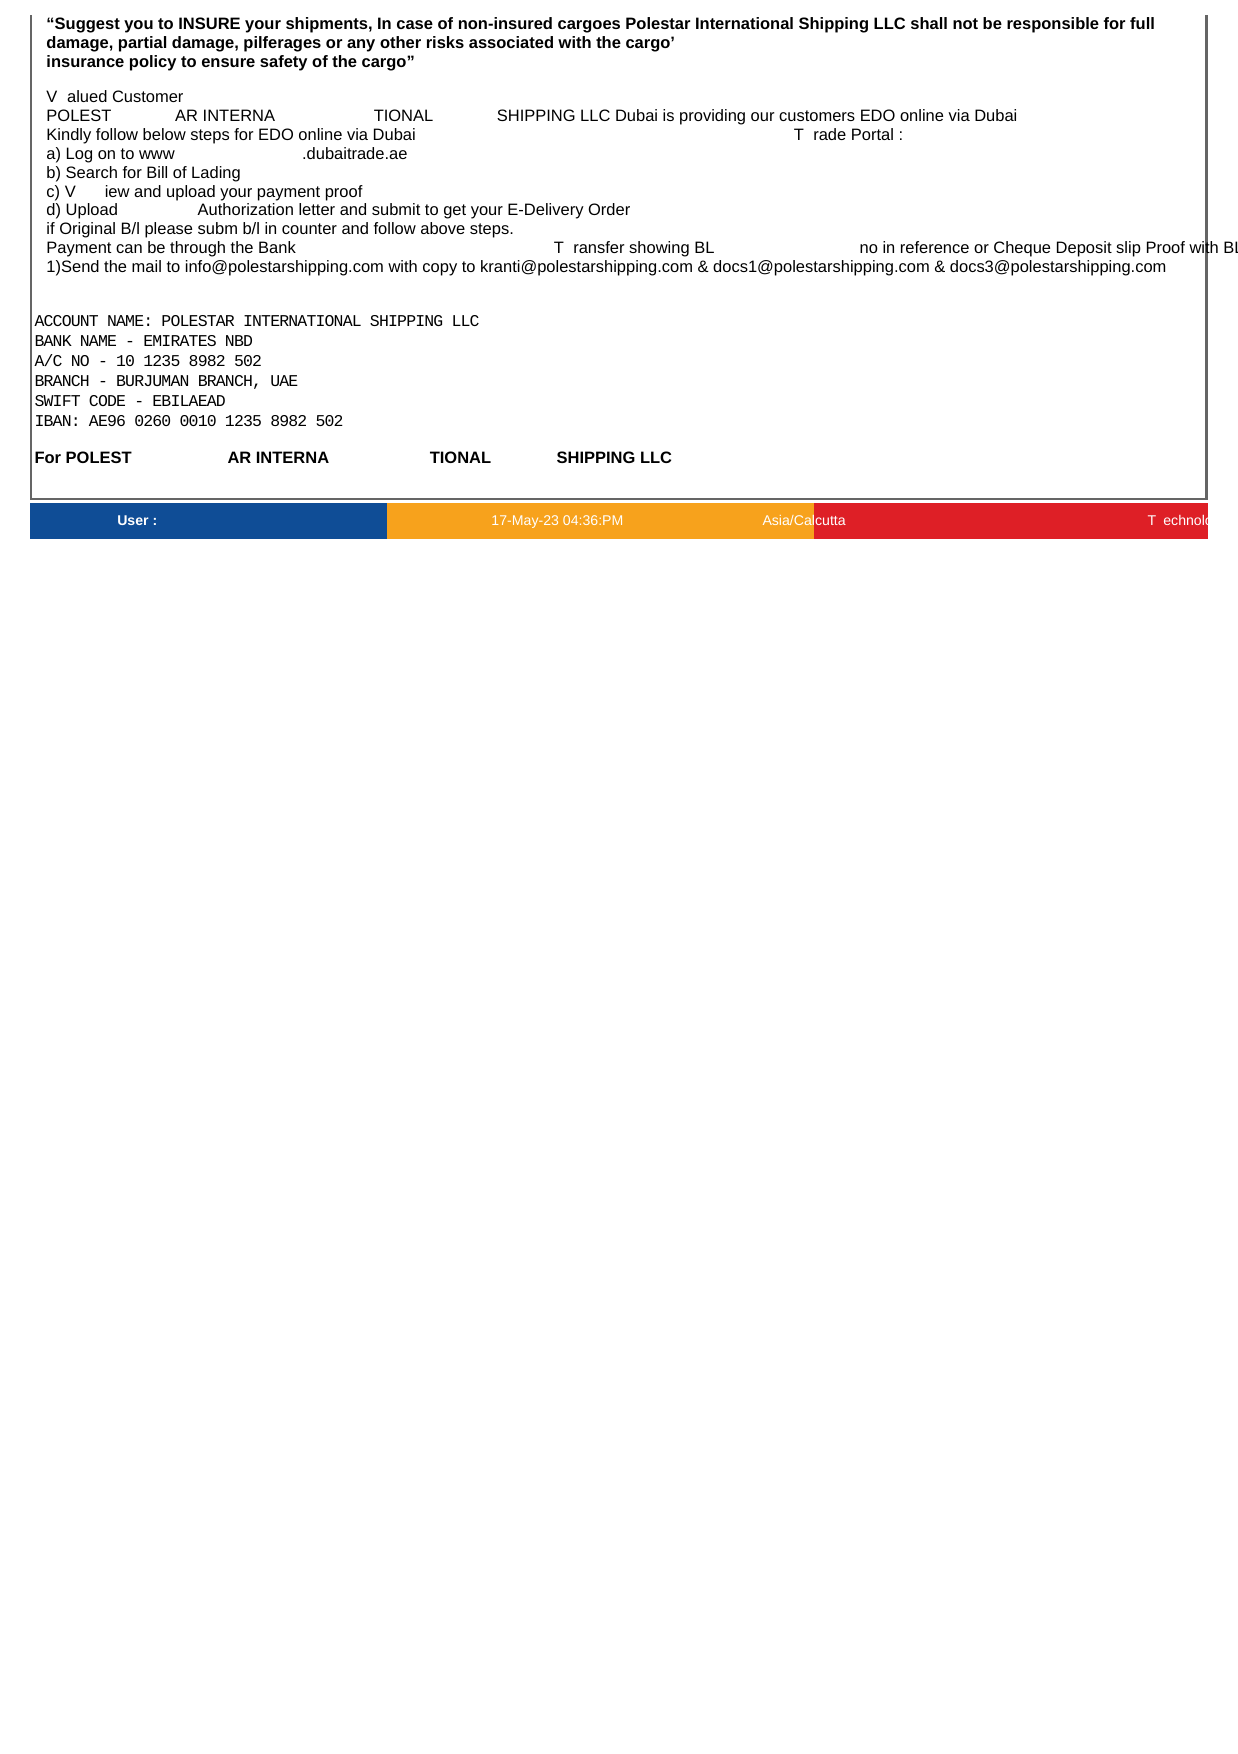 “Suggest you to INSURE your shipments, In case of non-insured cargoes Polestar International Shipping LLC shall not be responsible for full
damage, partial damage, pilferages or any other risks associated with the cargo’
insurance policy to ensure safety of the cargo”
V alued Customer
POLEST AR INTERNA TIONAL SHIPPING LLC Dubai is providing our customers EDO online via Dubai
Kindly follow below steps for EDO online via Dubai T rade Portal :
a) Log on to www .dubaitrade.ae
b) Search for Bill of Lading
c) V iew and upload your payment proof
d) Upload Authorization letter and submit to get your E-Delivery Order
if Original B/l please subm b/l in counter and follow above steps.
Payment can be through the Bank T ransfer showing BL no in reference or Cheque Deposit slip Proof with BL
1)Send the mail to info@polestarshipping.com with copy to kranti@polestarshipping.com & docs1@polestarshipping.com & docs3@polestarshipping.com
ACCOUNT NAME: POLESTAR INTERNATIONAL SHIPPING LLC
BANK NAME - EMIRATES NBD
A/C NO - 10 1235 8982 502
BRANCH - BURJUMAN BRANCH, UAE
SWIFT CODE - EBILAEAD
IBAN: AE96 0260 0010 1235 8982 502
For POLEST AR INTERNA TIONAL SHIPPING LLC
User : 17-May-23 04:36:PM Asia/Calcutta T echnolo